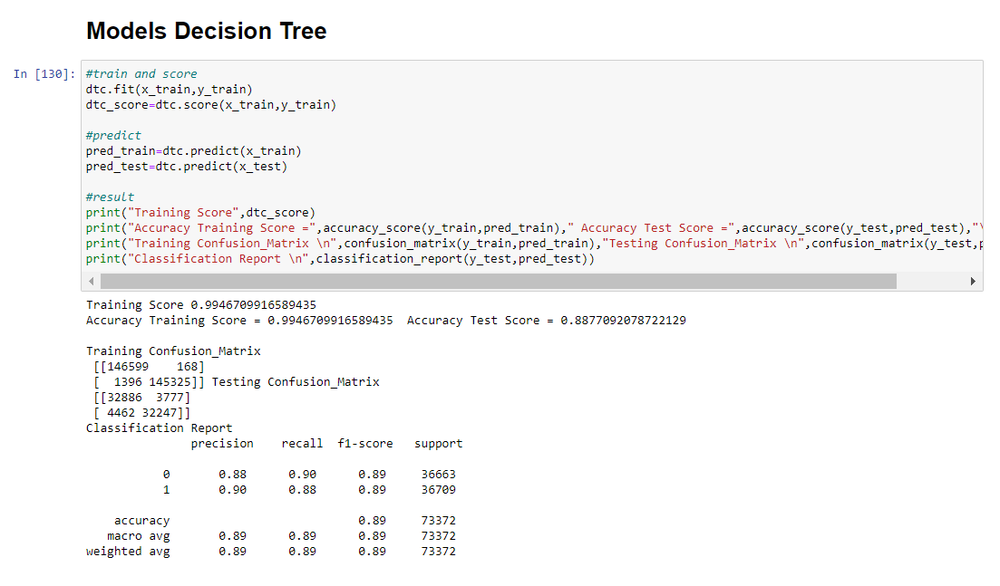 Models Decision Tree
In [130]:
#train and score
dtc.fit(x_train,y_train)
dtc_score=dtc.score(x_train,y_train)
#predict
pred_train=dtc.predict(x_train)
pred_test=dtc.predict(x_test)
#result
print("Training Score",dtc_score)
print("Accuracy Training Score =",accuracy_score(y_train,pred_train)," Accuracy Test Score =",accuracy_score(y_test,pred_test),"\
print("Training Confusion_Matrix \n",confusion_matrix(y_train,pred_train),"Testing Confusion_Matrix \n",confusion_matrix(y_test,p
print("Classification Report \n",classification_report(y_test,pred_test))
Training Score 0.9946709916589435
Accuracy Training Score = 0.9946709916589435  Accuracy Test Score = 0.8877092078722129
Training Confusion_Matrix
[[146599    168]
[  1396 145325]] Testing Confusion_Matrix
[[32886  3777]
[ 4462 32247]]
Classification Report
precision    recall  f1-score   support
0       0.88      0.90      0.89     36663
1       0.90      0.88      0.89     36709
accuracy                           0.89     73372
macro avg       0.89      0.89      0.89     73372
weighted avg       0.89      0.89      0.89     73372